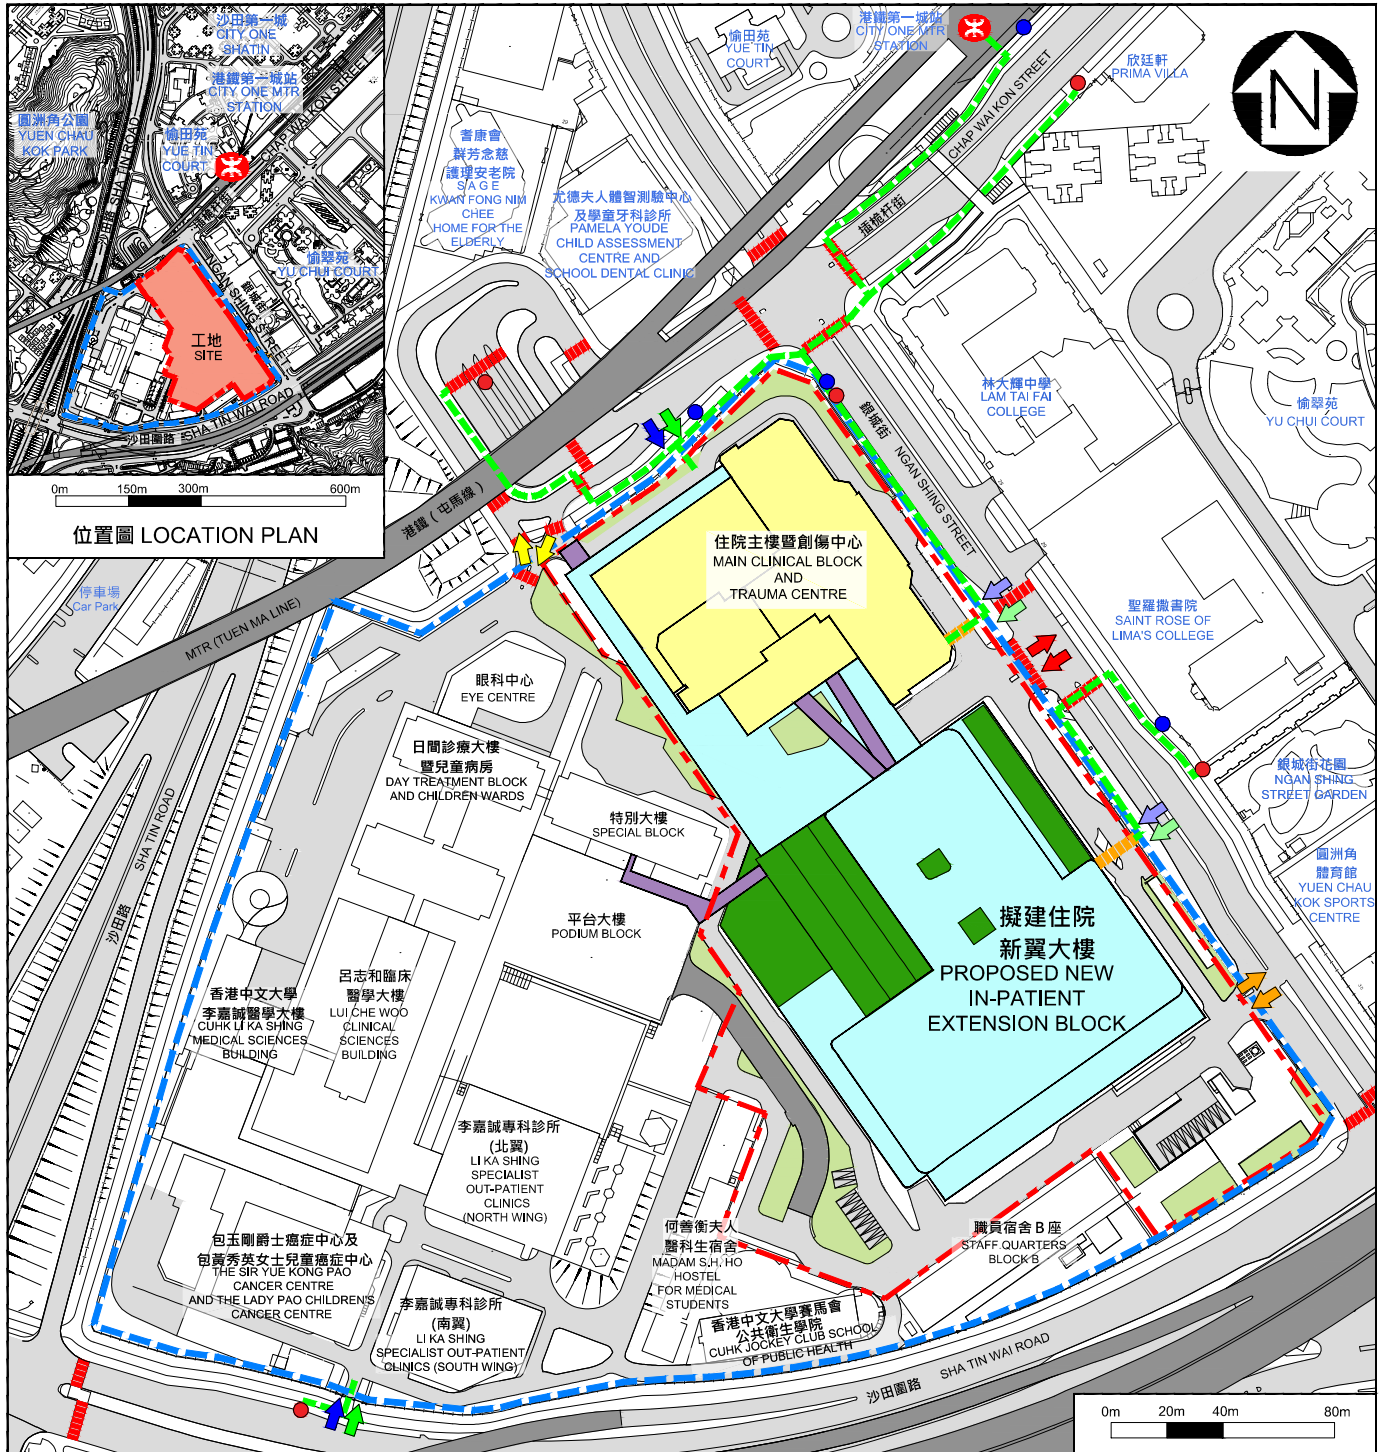 沙田第一城
CITY ONE
SHATIN
港鐵第一城站
CITY ONE MTR
STATION
圓洲角公園
YUEN CHAU
KOK PARK
愉田苑
YUE TIN
COURT
CHAP WAI KON STREET
沙田路 SHA TIN ROAD
愉翠苑
YU CHUI COURT
銀城街
NGAN SHING STREET
工地
SITE
沙田圍路 SHA TIN WAI ROAD
0m 150m 300m 600m
位置圖 LOCATION PLAN
港鐵第一城站
CITY ONE MTR
STATION
愉田苑
YUE TIN
COURT
欣廷軒
PRIMA VILLA
N
耆康會
群芳念慈
護理安老院
S A G E
KWAN FONG NIM
CHEE
HOME FOR THE
ELDERLY
尤德夫人體智測驗中心
及學童牙科診所
PAMELA YOUDE
CHILD ASSESSMENT
CENTRE AND
SCHOOL DENTAL CLINIC
CHAP WAI KON STREET
插桅杆街
林大輝中學
LAM TAI FAI
COLLEGE
愉翠苑
YU CHUI COURT
銀城街 NGAN SHING STREET
港鐵 ( 屯馬線 )
MTR (TUEN MA LINE)
停車場
Car Park
住院主樓暨創傷中心
MAIN CLINICAL BLOCK
AND
TRAUMA CENTRE
聖羅撒書院
SAINT ROSE OF
LIMA'S COLLEGE
眼科中心
EYE CENTRE
日間診療大樓
暨兒童病房
DAY TREATMENT BLOCK
AND CHILDREN WARDS
特別大樓
SPECIAL BLOCK
銀城街花園
NGAN SHING
STREET GARDEN
圓洲角
體育館
YUEN CHAU
KOK SPORTS
CENTRE
沙田路 SHA TIN ROAD
平台大樓
PODIUM BLOCK
擬建住院
新翼大樓
PROPOSED NEW
IN-PATIENT
EXTENSION BLOCK
香港中文大學
李嘉誠醫學大樓
CUHK LI KA SHING
MEDICAL SCIENCES
BUILDING
呂志和臨床
醫學大樓
LUI CHE WOO
CLINICAL
SCIENCES
BUILDING
李嘉誠專科診所
(北翼)
LI KA SHING
SPECIALIST
OUT-PATIENT
CLINICS
(NORTH WING)
何善衡夫人
醫科生宿舍
MADAM S.H. HO
HOSTEL
FOR MEDICAL
STUDENTS
職員宿舍 B 座
STAFF QUARTERS
BLOCK B
包玉剛爵士癌症中心及
包黃秀英女士兒童癌症中心
THE SIR YUE KONG PAO
CANCER CENTRE
AND THE LADY PAO CHILDREN'S
CANCER CENTRE
李嘉誠專科診所
(南翼)
LI KA SHING
SPECIALIST OUT-PATIENT
CLINICS (SOUTH WING)
香港中文大學賽馬會
公共衛生學院
CUHK JOCKEY CLUB SCHOOL
OF PUBLIC HEALTH
沙田圍路 SHA TIN WAI ROAD
0m 20m 40m 80m